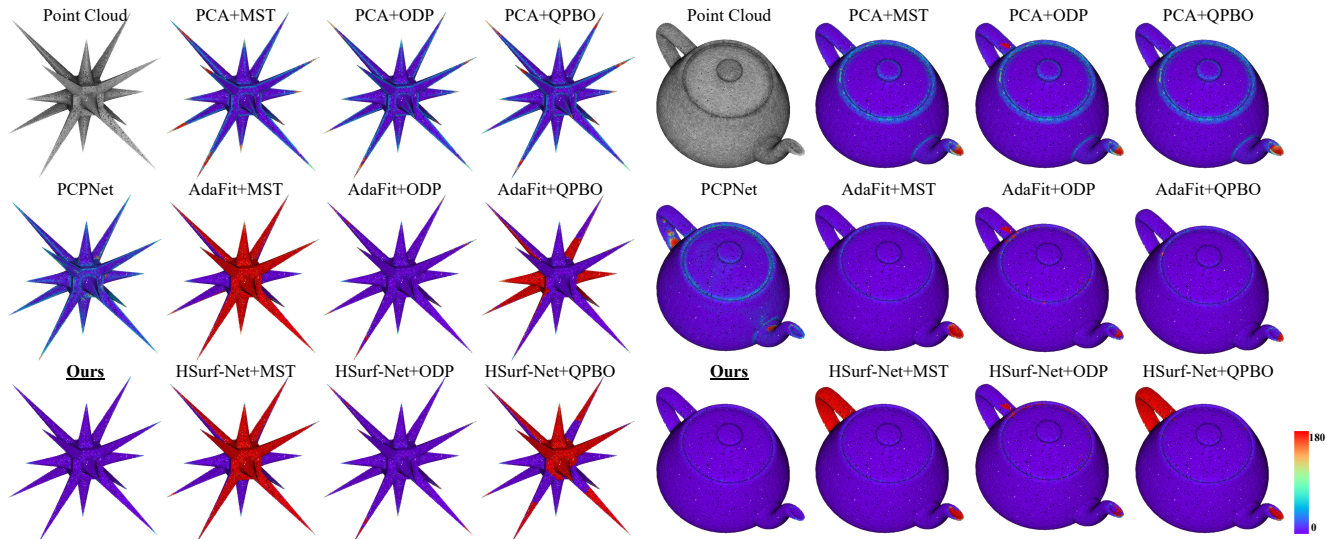 Point Cloud PCA+MST PCA+ODP PCA+QPBO Point Cloud PCA+MST PCA+ODP PCA+QPBO
PCPNet AdaFit+MST AdaFit+ODP AdaFit+QPBO PCPNet AdaFit+MST AdaFit+ODP AdaFit+QPBO
Ours HSurf-Net+MST HSurf-Net+ODP HSurf-Net+QPBO Ours HSurf-Net+MST HSurf-Net+ODP HSurf-Net+QPBO
180
0